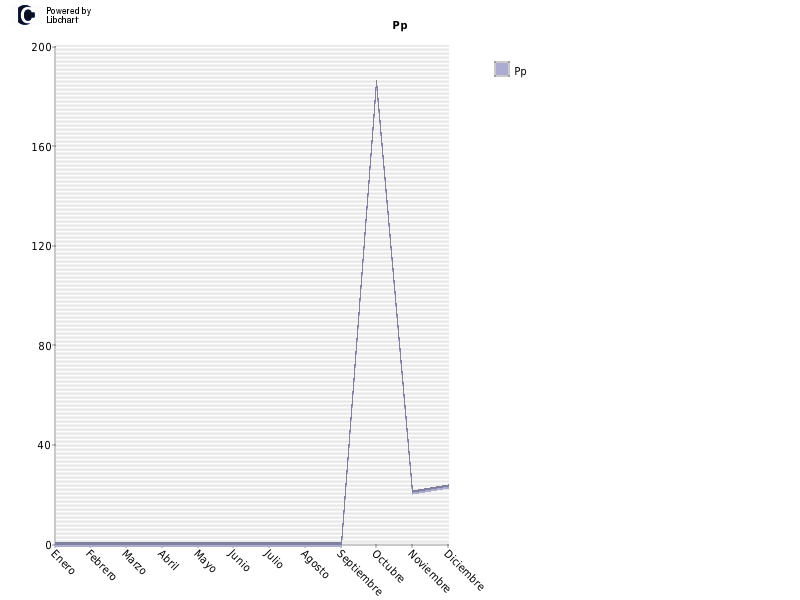 Powered by
Libchart
Pp
200
160
120
80
40
0
Pp
Enero
Febrero
Marzo
Abril
Mayo
Junio
Julio
Agosto
Septiembre
Octubre
Noviembre
Diciembre